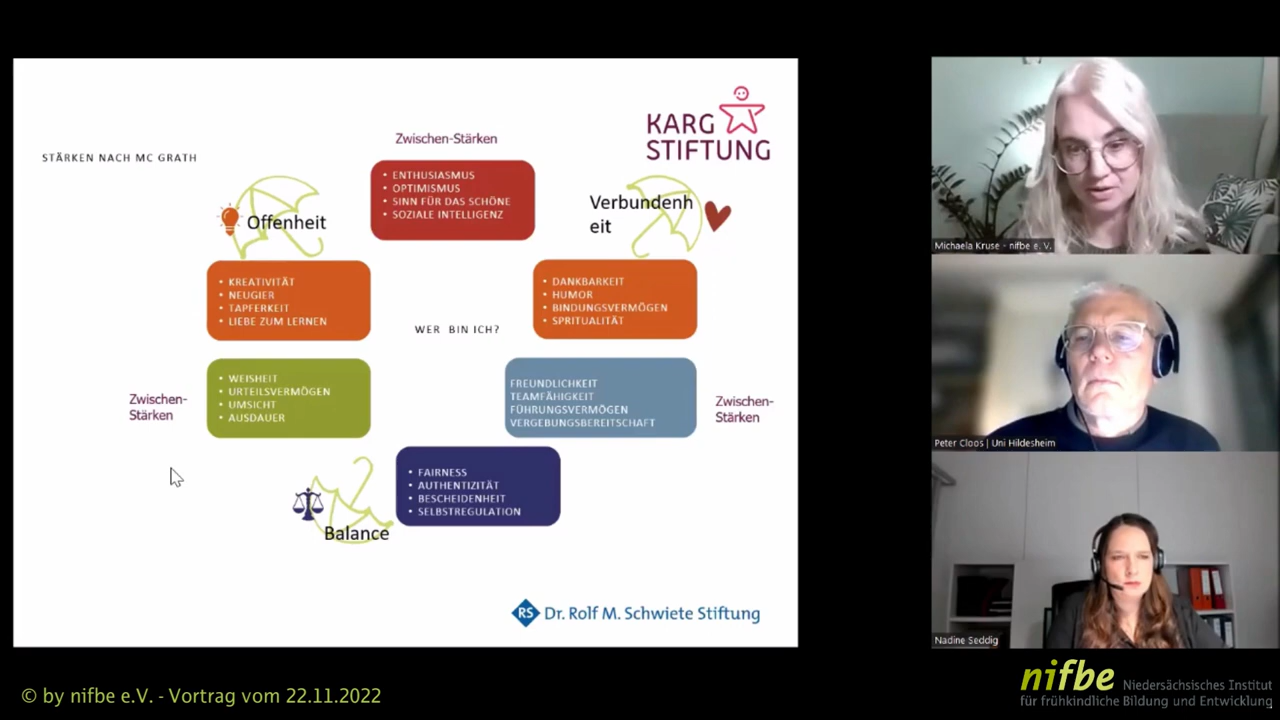 STÄRKEN NACH MC GRATH
Zwischen-Stärken
KARG
STIFTUNG
• ENTHUSIASMUS
• OPTIMISMUS
• SINN FÜR DAS SCHÖNE
• SOZIALE INTELLIGENZ
Offenheit
Verbundenh
eit
• KREATIVITÄT
• NEUGIER
• TAPFERKEIT
• LIEBE ZUM LERNEN
• DANKBARKEIT
• HUMOR
• BINDUNGSVERMÖGEN
• SPRITUALITÄT
WER BIN ICH?
Zwischen-
Stärken
• WEISHEIT
• URTEILSVERMÖGEN
• UMSICHT
• AUSDAUER
FREUNDLICHKEIT
TEAMFÄHIGKEIT
FÜHRUNGSVERMÖGEN
VERGEBUNGSBEREITSCHAFT
Zwischen-
Stärken
• FAIRNESS
• AUTHENTIZITÄT
• BESCHEIDENHEIT
• SELBSTREGULATION
Balance
RS Dr. Rolf M. Schwiete Stiftung
Michaela Kruse - nifbe e. V.
Peter Cloos | Uni Hildesheim
Nadine Seddig
© by nifbe e.V. - Vortrag vom 22.11.2022
nifbe Niedersächsisches Institut
für frühkindliche Bildung und Entwicklung